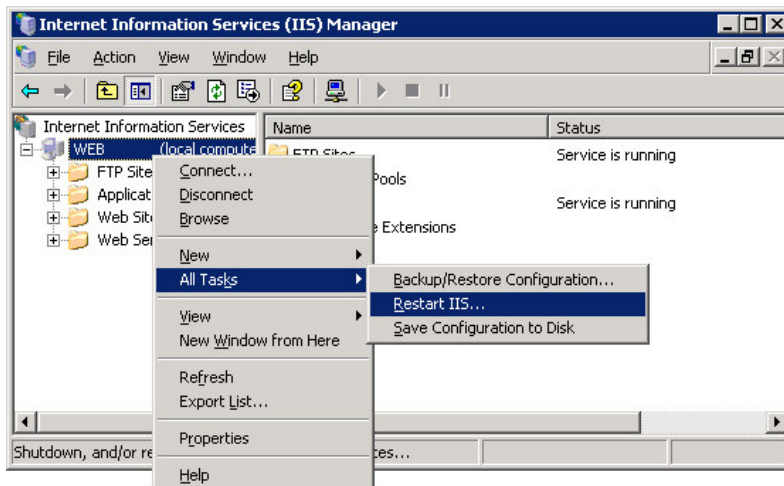 Internet Information Services (IIS) Manager
File Action View Window Help
Internet Information Services
Name
Status
WEB (local compute
FTP Sites
Service is running
FTP Site
Connect...
Pools
Applicat
Disconnect
Service is running
Web Sit
Browse
e Extensions
Web Ser
New
All Tasks
Backup/Restore Configuration...
Restart IIS...
Save Configuration to Disk
View
New Window from Here
Refresh
Export List...
Properties
Shutdown, and/or re
ces...
Help